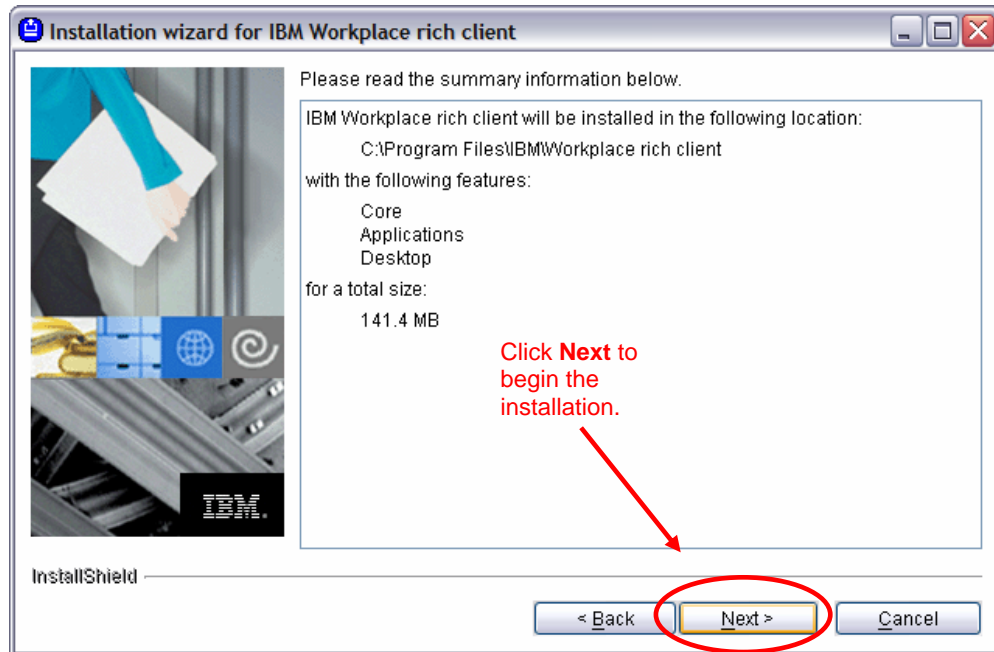 Installation wizard for IBM Workplace rich client
Please read the summary information below.
IBM Workplace rich client will be installed in the following location:
C:\Program Files\IBM\Workplace rich client
with the following features:
Core
Applications
Desktop
for a total size:
141.4 MB
Click Next to
begin the
installation.
IBM.
InstallShield
< Back Next > Cancel